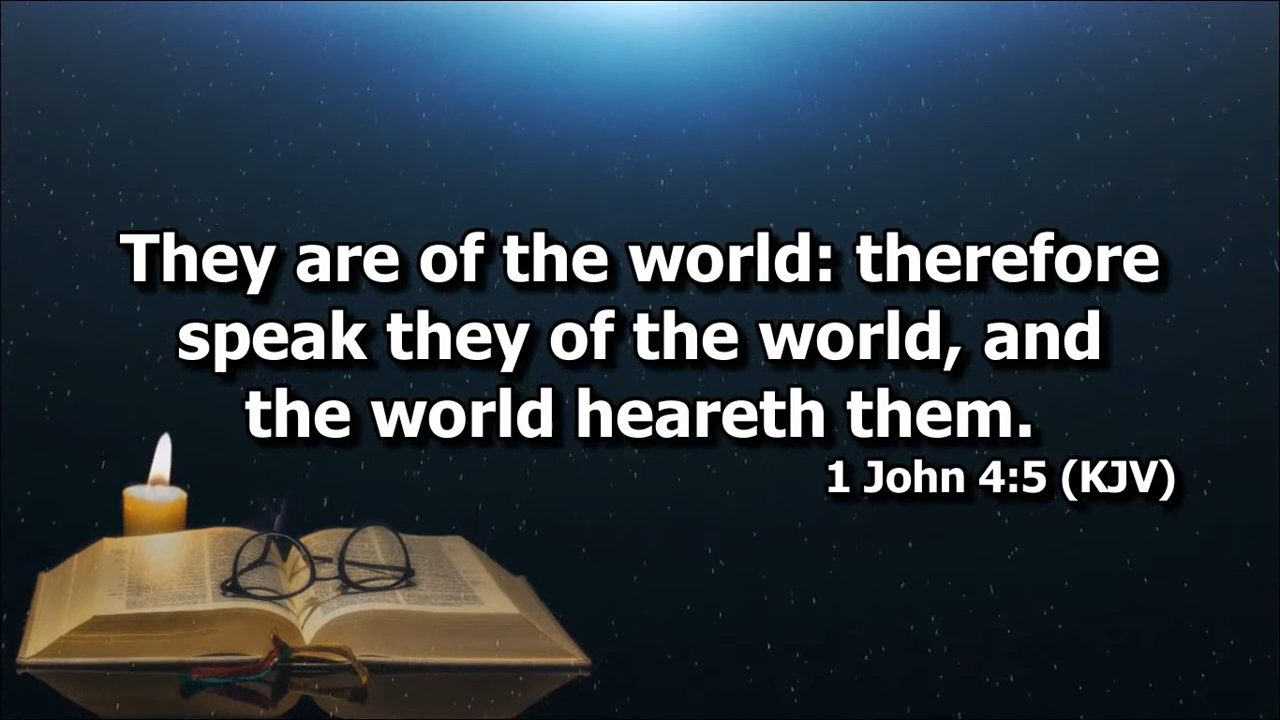 They are of the world: therefore
speak they of the world, and
the world heareth them.
1 John 4:5 (KJV)